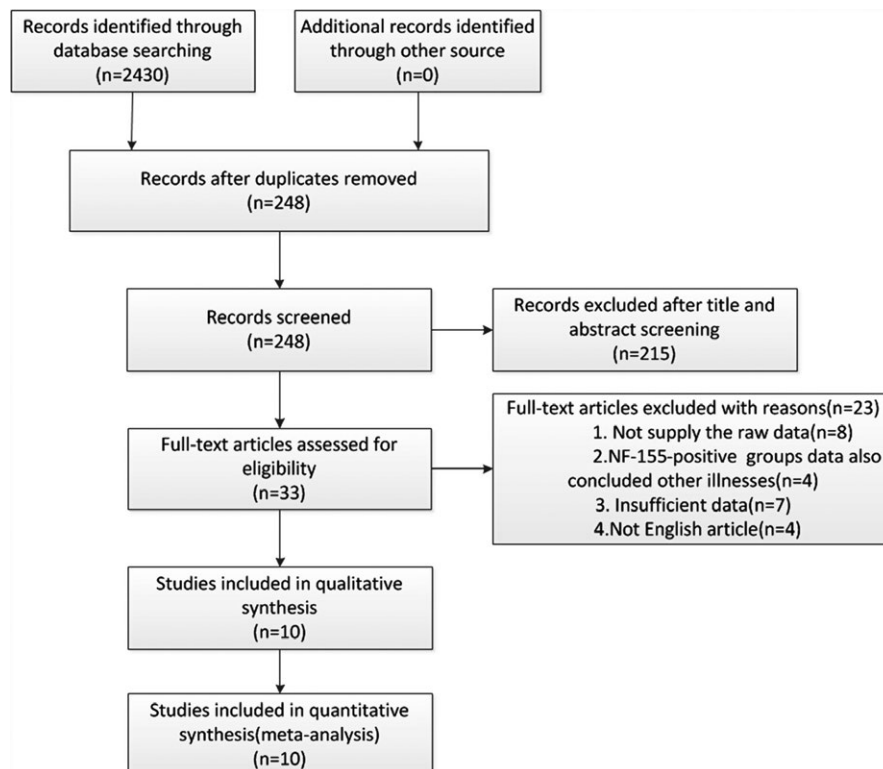 Records identified through
database searching
(n=2430)
Additional records identified
through other source
(n=0)
Records after duplicates removed
(n=248)
Records screened
(n=248)
Records excluded after title and
abstract screening
(n=215)
Full-text articles assessed for
eligibility
(n=33)
Full-text articles excluded with reasons(n=23)
1. Not supply the raw data(n=8)
2.NF-155-positive groups data also
concluded other illnesses(n=4)
3. Insufficient data(n=7)
4.Not English article(n=4)
Studies included in qualitative
synthesis
(n=10)
Studies included in quantitative
synthesis(meta-analysis)
(n=10)